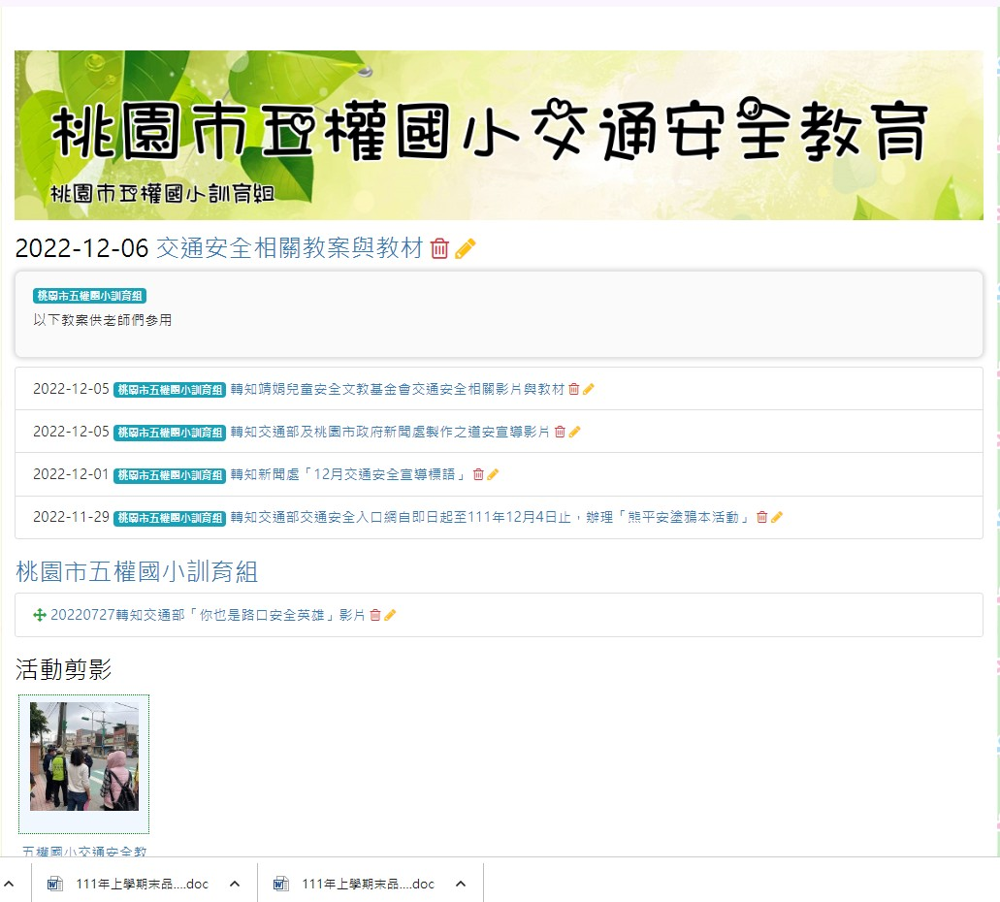 桃園市五權國小交通安全教育
桃園市五權國小訓育組
2022-12-06 交通安全相關教案與教材
桃園市五權國小訓育組
以下教案供老師們參用
2022-12-05 桃園市五權國小訓育組 轉知靖娟兒童安全文教基金會交通安全相關影片與教材
2022-12-05 桃園市五權國小訓育組 轉知交通部及桃園市政府新聞處製作之道安宣導影片
2022-12-01 桃園市五權國小訓育組 轉知新聞處「12月交通安全宣導標語」
2022-11-29 桃園市五權國小訓育組 轉知交通部交通安全入口網自即日起至111年12月4日止，辦理「熊平安塗鴉本活動」
桃園市五權國小訓育組
20220727轉知交通部「你也是路口安全英雄」影片
活動剪影
五權國小交通安全教
111年上學期末品....doc
111年上學期末品....doc